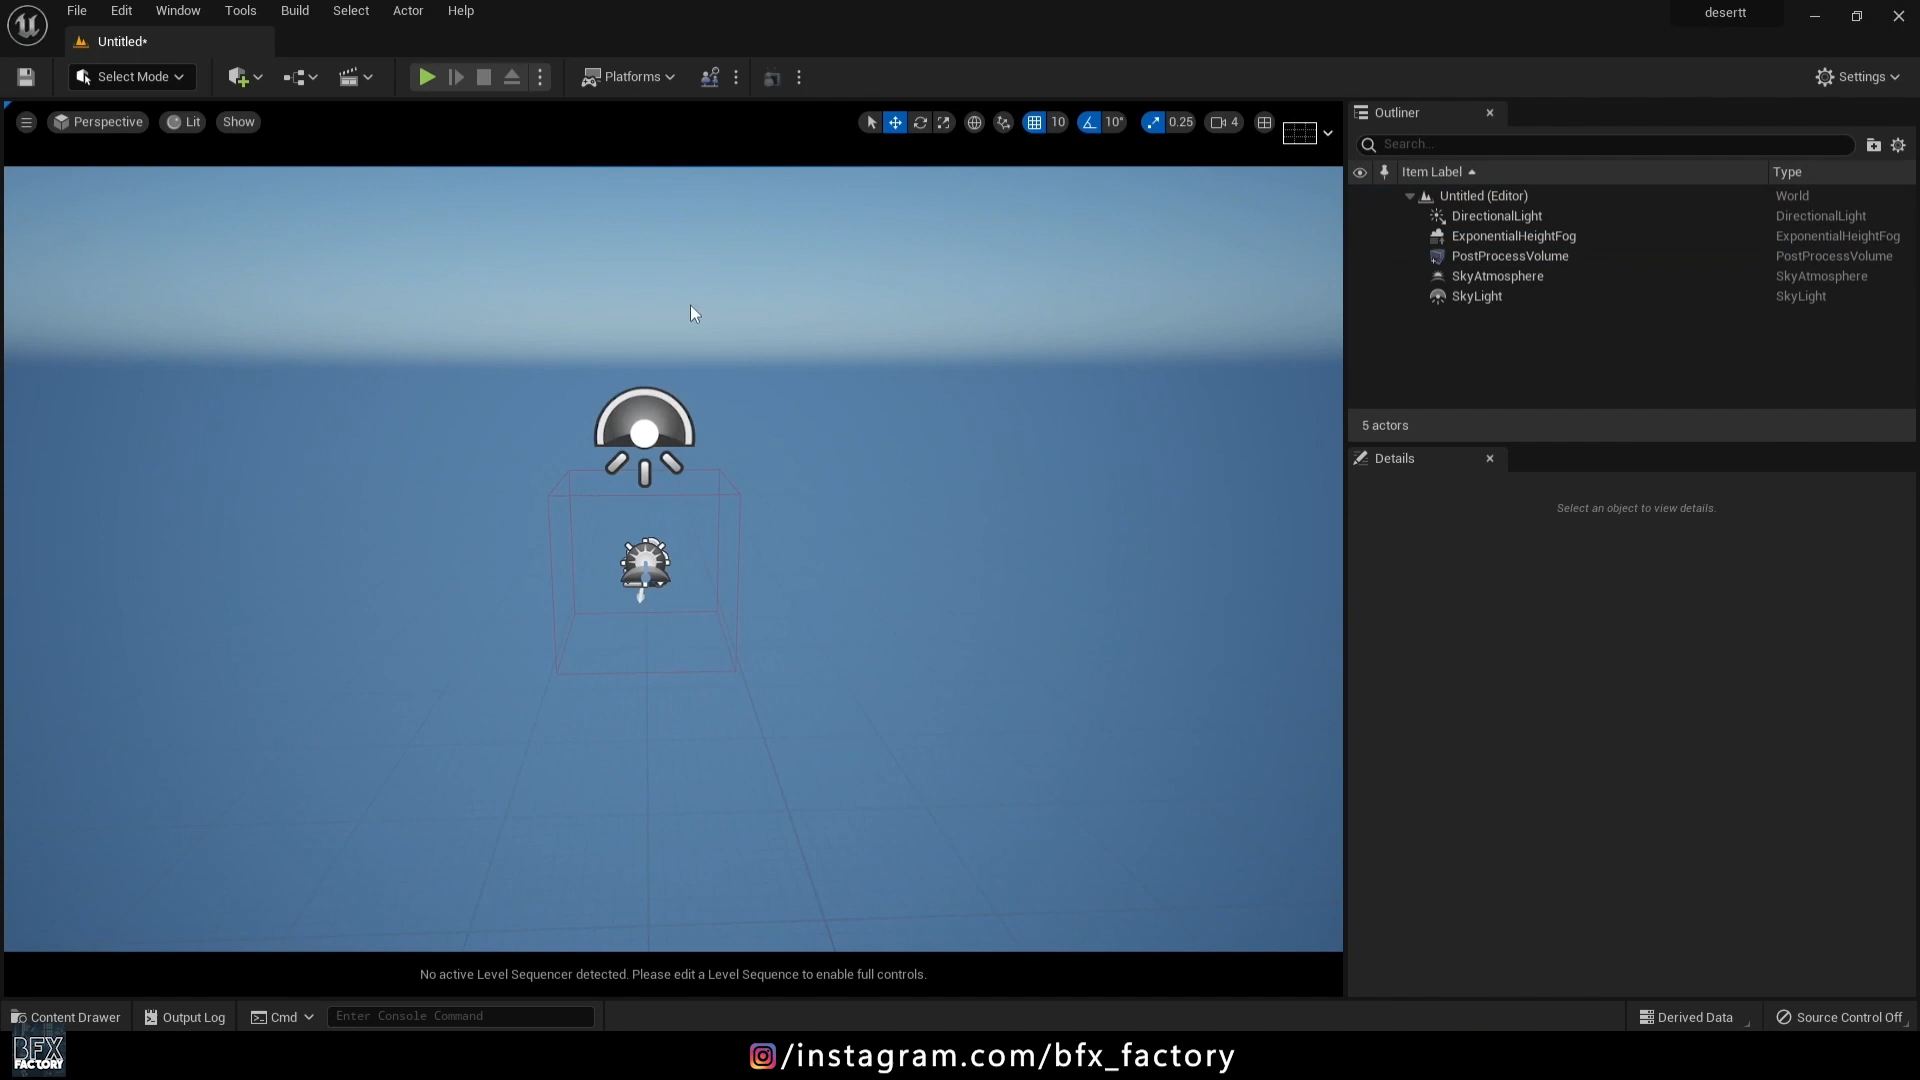 File Edit Window Tools Build Select Actor Help
desertt
Untitled*
Select Mode
Platforms
Settings
Perspective Lit Show
10 10° 0.25 4
Outliner
Search...
Item Label Type
Untitled (Editor) World
DirectionalLight DirectionalLight
ExponentialHeightFog ExponentialHeightFog
PostProcessVolume PostProcessVolume
SkyAtmosphere SkyAtmosphere
SkyLight SkyLight
5 actors
Details
Select an object to view details.
No active Level Sequencer detected. Please edit a Level Sequence to enable full controls.
Content Drawer Output Log Cmd Enter Console Command Derived Data Source Control Off
BFX
FACTORY
/instagram.com/bfx_factory